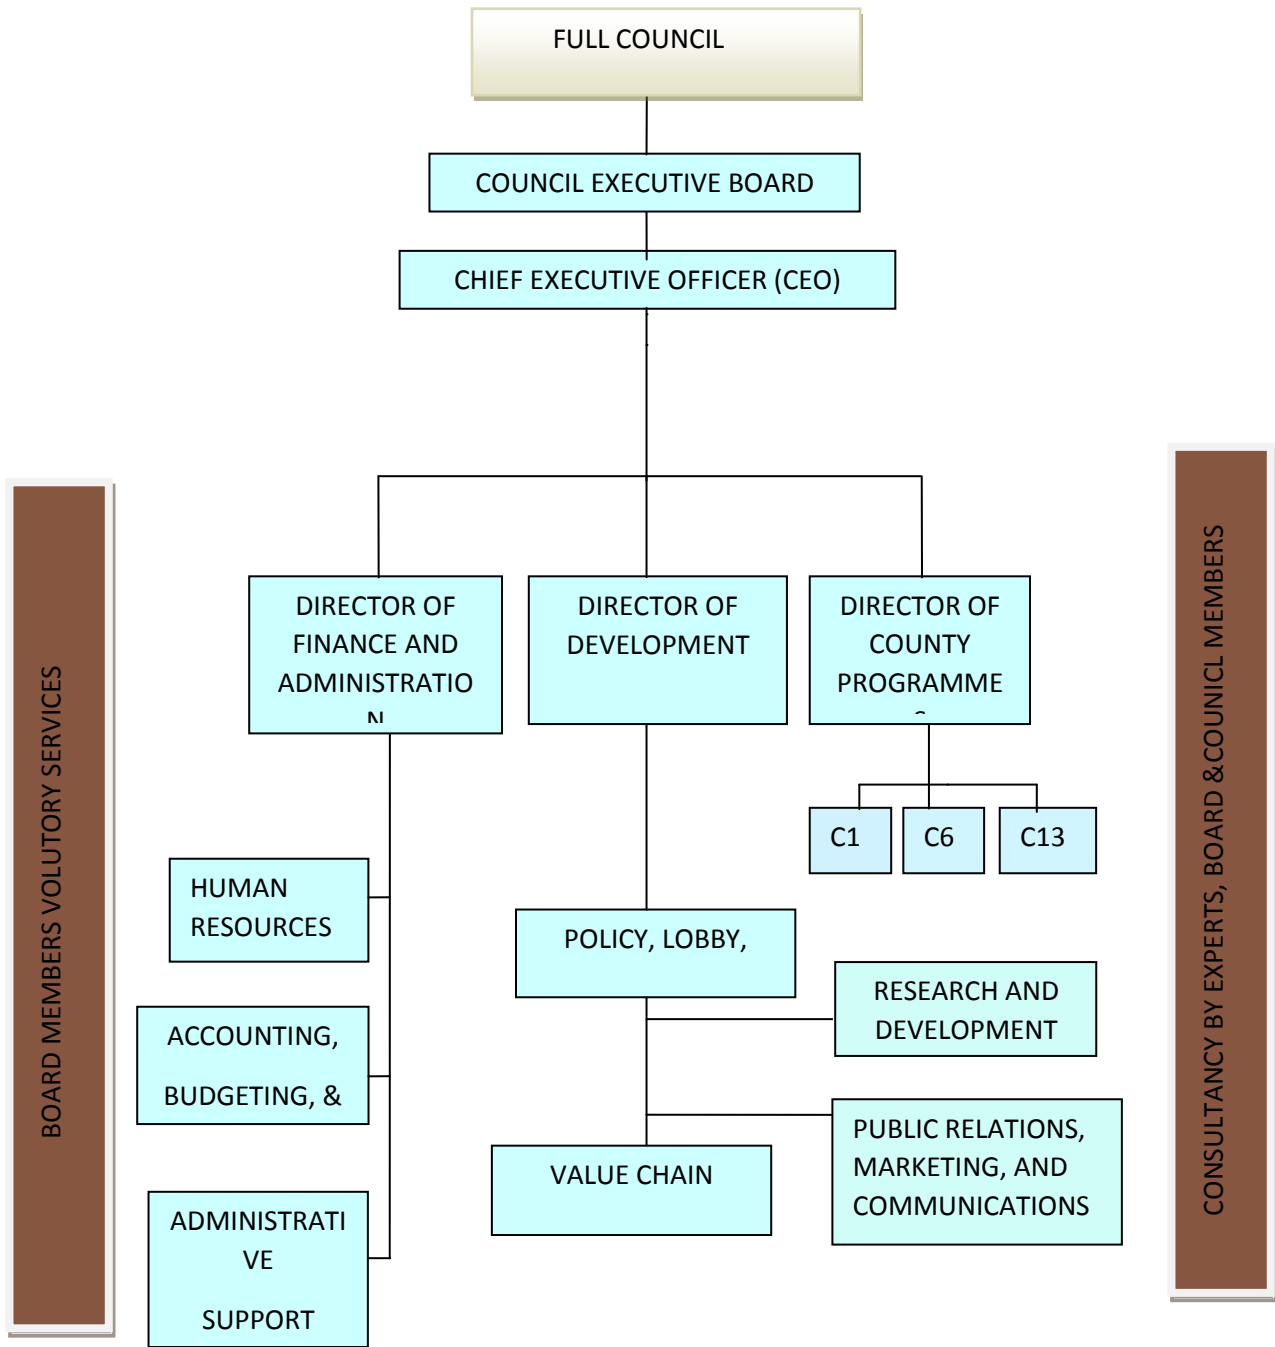 FULL COUNCIL
COUNCIL EXECUTIVE BOARD
CHIEF EXECUTIVE OFFICER (CEO)
BOARD MEMBERS VOLUTORY SERVICES
CONSULTANCY BY EXPERTS, BOARD &COUNICL MEMBERS
DIRECTOR OF
FINANCE AND
ADMINISTRATIO
N
DIRECTOR OF
DEVELOPMENT
DIRECTOR OF
COUNTY
PROGRAMME
S
C1
C6
C13
HUMAN
RESOURCES
ACCOUNTING,
BUDGETING, &
ADMINISTRATI
VE
SUPPORT
POLICY, LOBBY,
RESEARCH AND
DEVELOPMENT
PUBLIC RELATIONS,
MARKETING, AND
COMMUNICATIONS
VALUE CHAIN